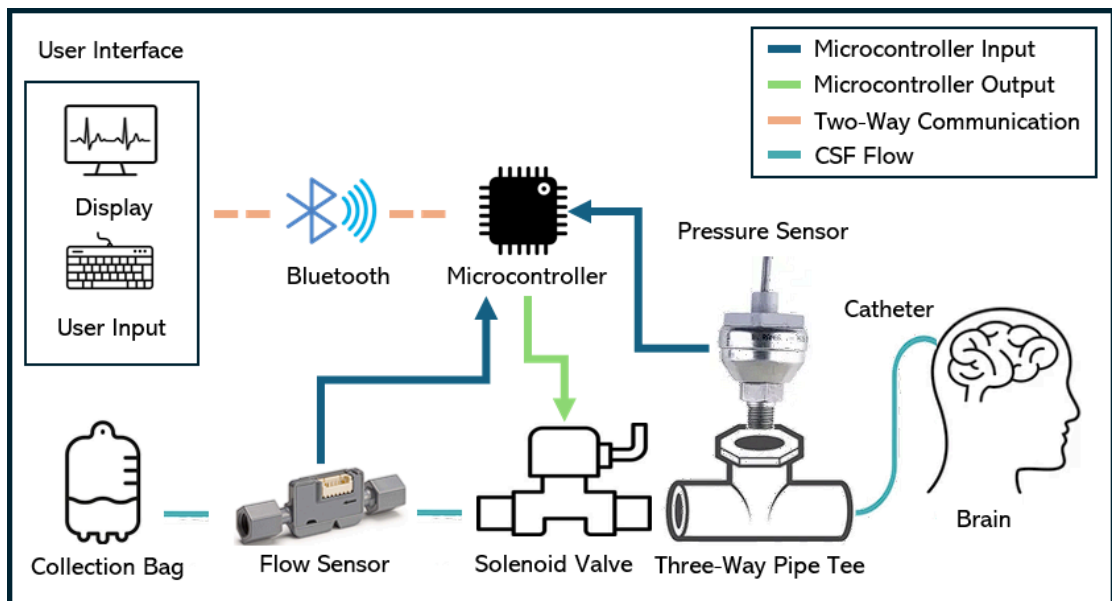 User Interface
Display
User Input
Bluetooth
Microcontroller
Microcontroller Input
Microcontroller Output
Two-Way Communication
CSF Flow
Pressure Sensor
Catheter
Brain
Collection Bag
Flow Sensor
Solenoid Valve
Three-Way Pipe Tee